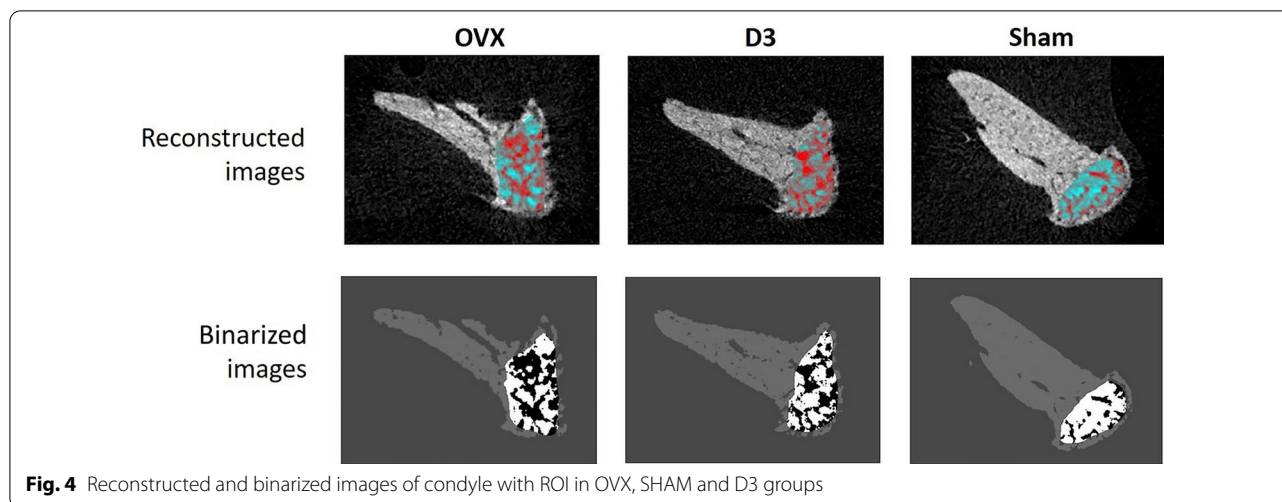 OVX D3 Sham
Reconstructed
images
Binarized
images
Fig. 4 Reconstructed and binarized images of condyle with ROI in OVX, SHAM and D3 groups